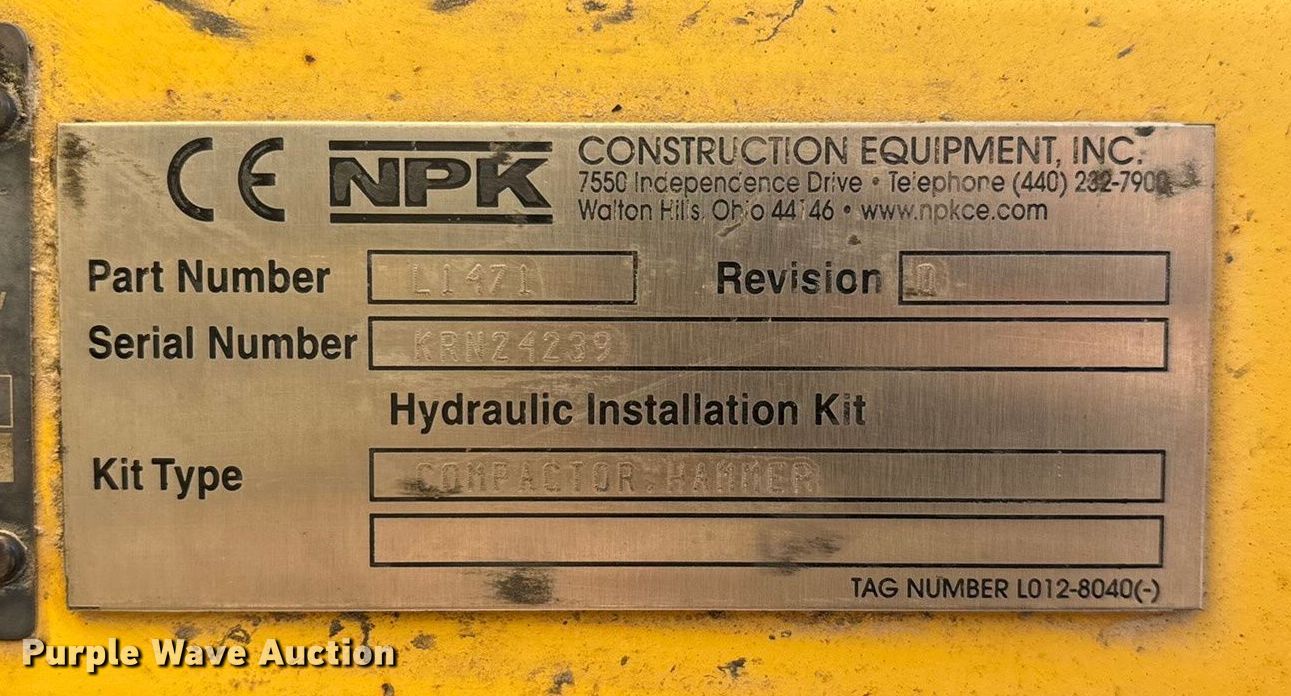 CE NPK CONSTRUCTION EQUIPMENT, INC.
7550 Independence Drive • Telephone (440) 232-7900
Walton Hills, Ohio 44146 • www.npkce.com
Part Number L1471 Revision D
Serial Number KRN24239
Hydraulic Installation Kit
Kit Type COMPACTOR,HAMMER
TAG NUMBER L012-8040(-)
Purple Wave Auction